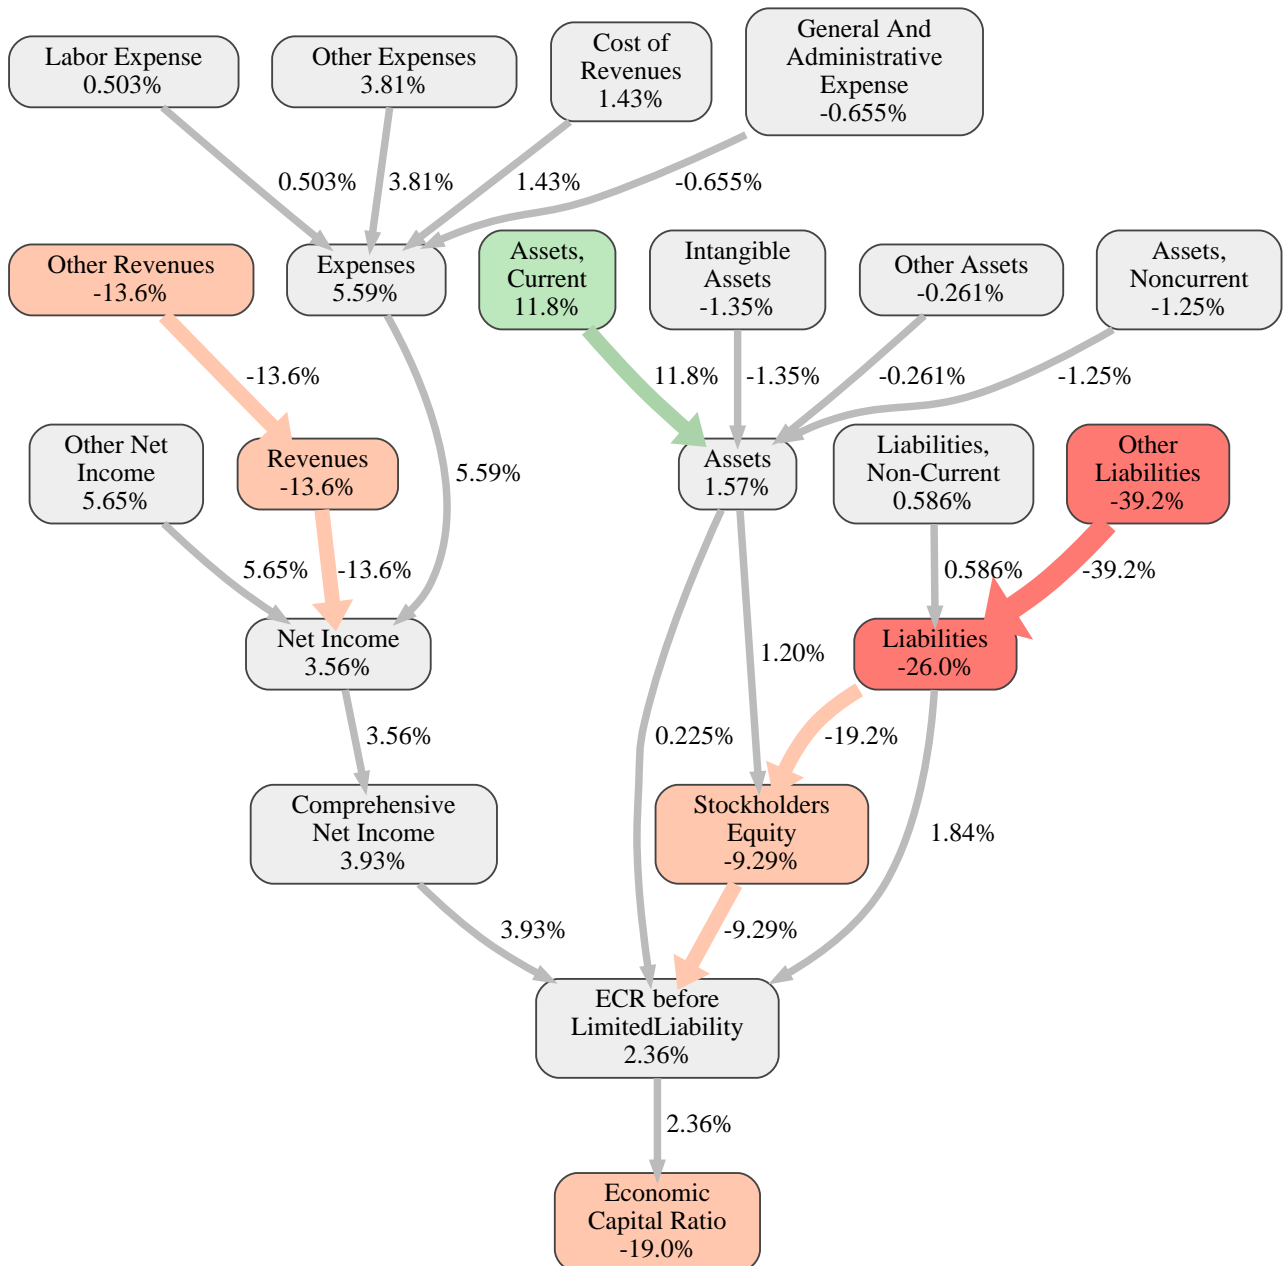 Labor Expense
0.503%
Other Expenses
3.81%
Cost of
Revenues
1.43%
General And
Administrative
Expense
-0.655%
0.503%
3.81%
1.43%
-0.655%
Other Revenues
-13.6%
Expenses
5.59%
Assets,
Current
11.8%
Intangible
Assets
-1.35%
Other Assets
-0.261%
Assets,
Noncurrent
-1.25%
-13.6%
11.8%
-1.35%
-0.261%
-1.25%
Other Net
Income
5.65%
Revenues
-13.6%
5.59%
Assets
1.57%
Liabilities,
Non-Current
0.586%
Other
Liabilities
-39.2%
5.65%
-13.6%
0.586%
-39.2%
Net Income
3.56%
1.20%
Liabilities
-26.0%
3.56%
0.225%
-19.2%
Comprehensive
Net Income
3.93%
Stockholders
Equity
-9.29%
1.84%
3.93%
-9.29%
ECR before
LimitedLiability
2.36%
2.36%
Economic
Capital Ratio
-19.0%